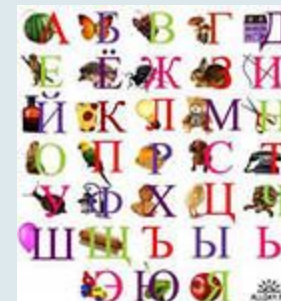 А Б В Г Д
Е Ё Ж З И
Й К Л М Н
О П Р С Т
У Ф Х Ц Ч
Ш Щ Ъ Ы Ь
Э Ю Я